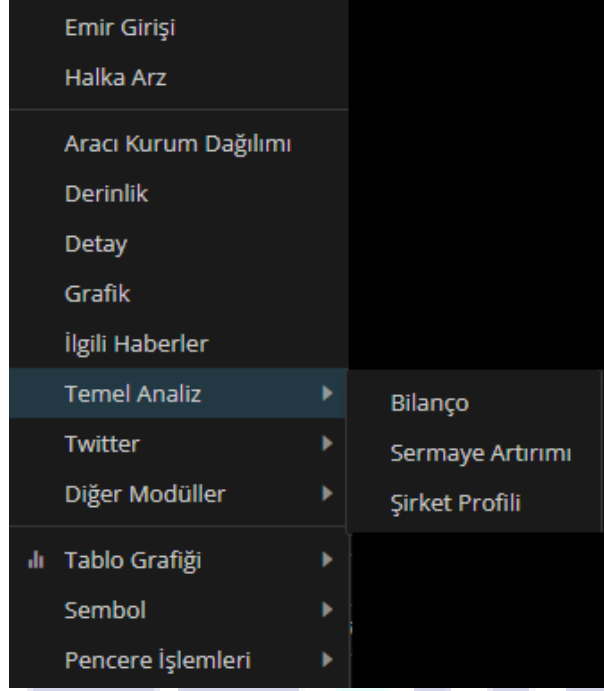 Emir Girişi
Halka Arz
Aracı Kurum Dağılımı
Derinlik
Detay
Grafik
İlgili Haberler
Temel Analiz
Twitter
Diğer Modüller
Tablo Grafiği
Sembol
Pencere İşlemleri
Bilanço
Sermaye Artırımı
Şirket Profili